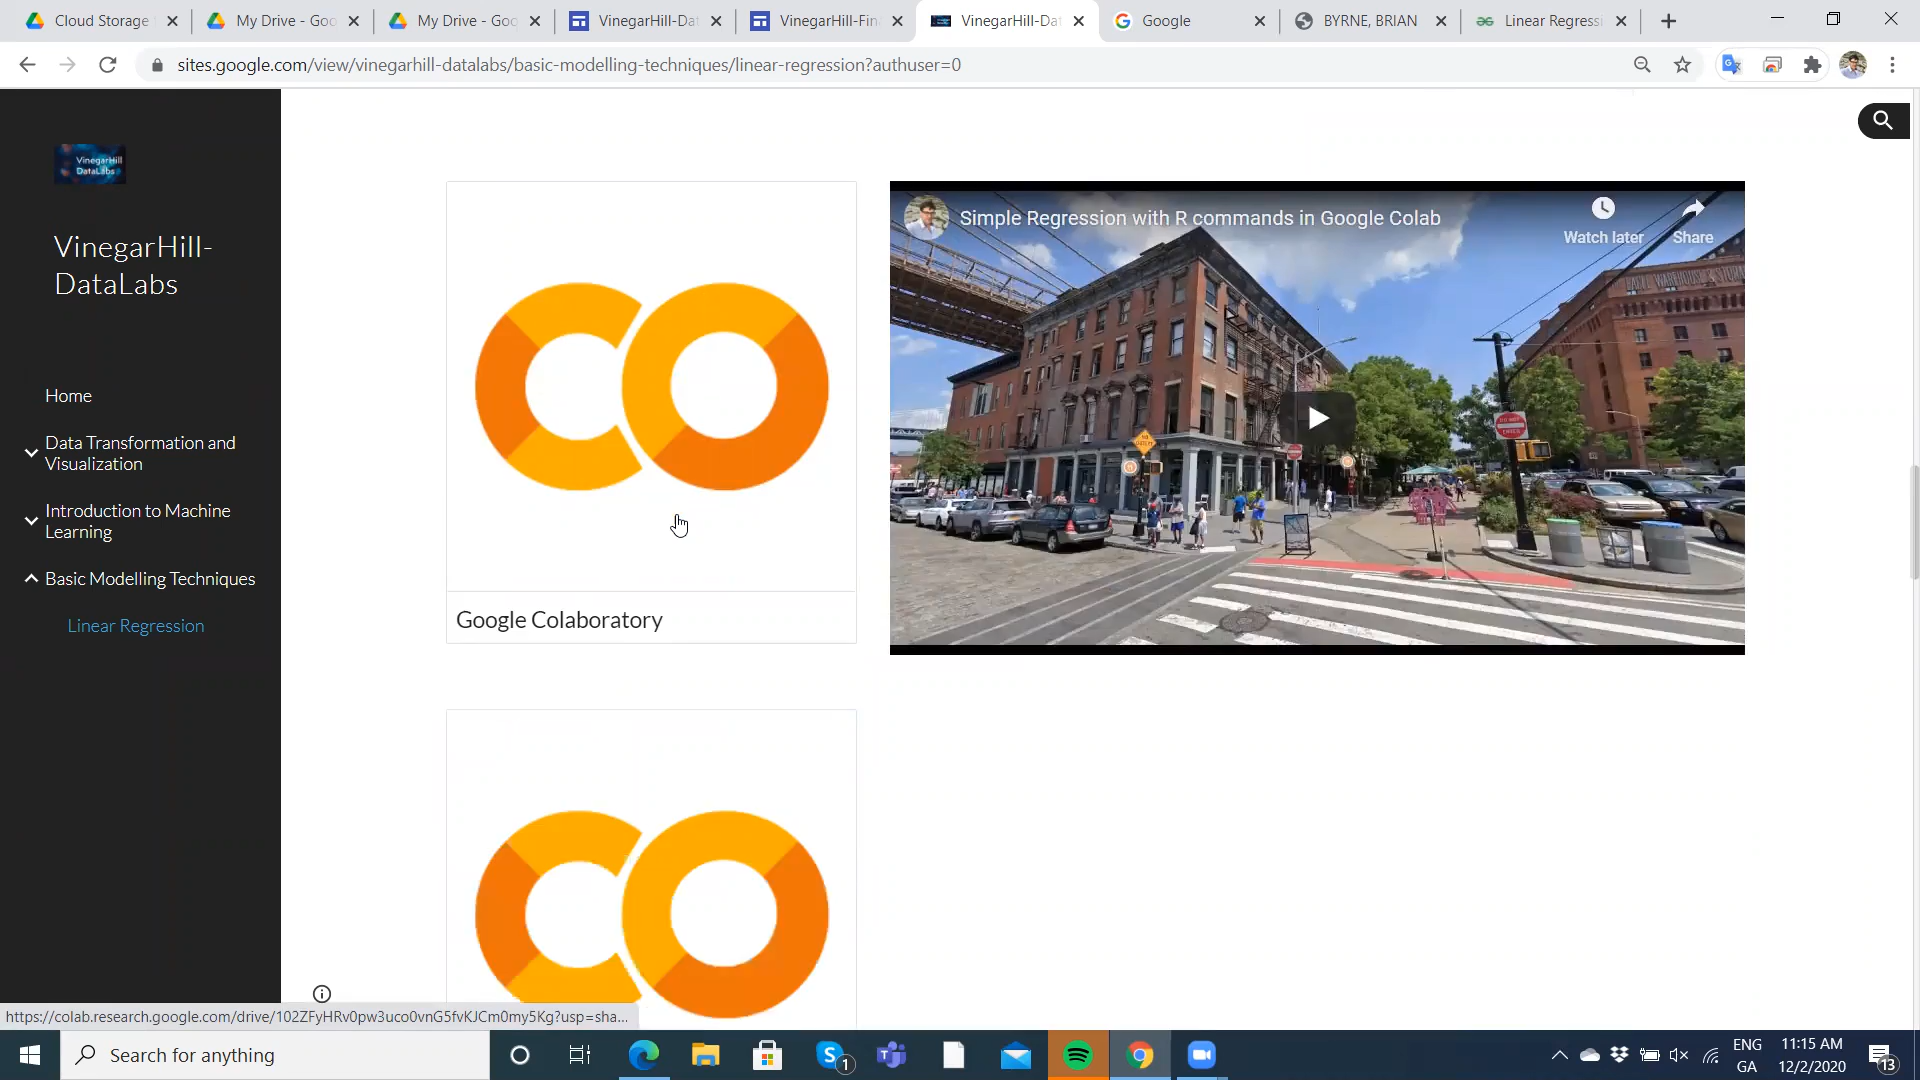 Cloud Storage
My Drive - Goo
My Drive - Goo
VinegarHill-Dat
VinegarHill-Fin
VinegarHill-Dat
Google
BYRNE, BRIAN
Linear Regressi
sites.google.com/view/vinegarhill-datalabs/basic-modelling-techniques/linear-regression?authuser=0
VinegarHill
DataLabs
VinegarHill-
DataLabs
Home
Data Transformation and
Visualization
Introduction to Machine
Learning
Basic Modelling Techniques
Linear Regression
Google Colaboratory
Simple Regression with R commands in Google Colab
Watch later
Share
https://colab.research.google.com/drive/102ZFyHRv0pw3uco0vnG5fvKJCm0my5Kg?usp=sha...
Search for anything
1
ENG
GA
11:15 AM
12/2/2020
13